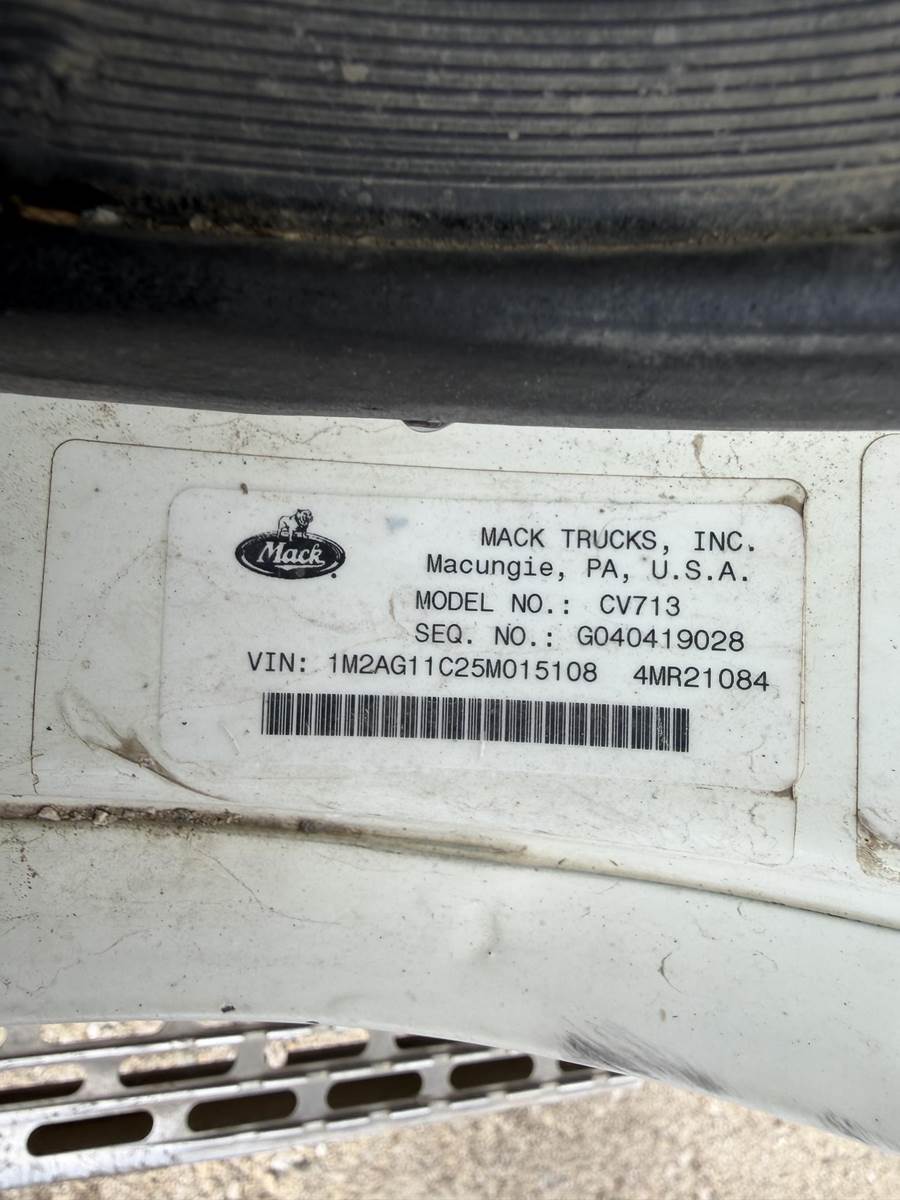 Mack
MACK TRUCKS, INC.
Macungie, PA, U.S.A.
MODEL NO.: CV713
SEQ. NO.: G040419028
VIN: 1M2AG11C25M015108 4MR21084